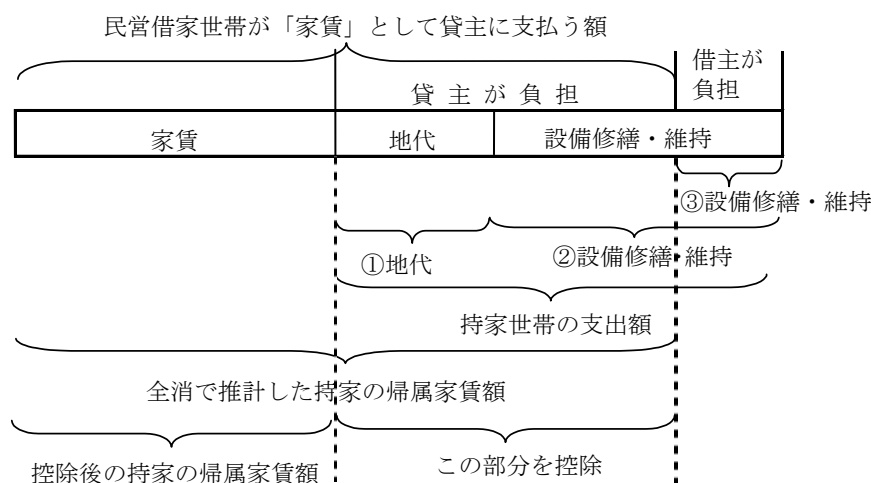 民営借家世帯が「家賃」として貸主に支払う額
借主が
負担
貸主が負担
家賃
地代
設備修繕・維持
③設備修繕・維持
①地代
②設備修繕・維持
持家世帯の支出額
全消で推計した持家の帰属家賃額
控除後の持家の帰属家賃額
この部分を控除